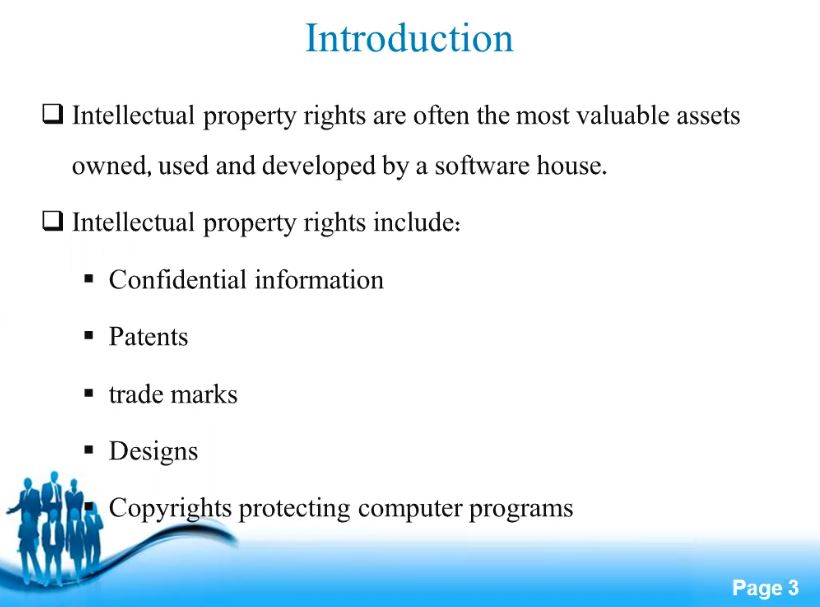 Introduction
❑ Intellectual property rights are often the most valuable assets
owned, used and developed by a software house.
❑ Intellectual property rights include:
▪ Confidential information
▪ Patents
▪ trade marks
▪ Designs
▪ Copyrights protecting computer programs
Page 3